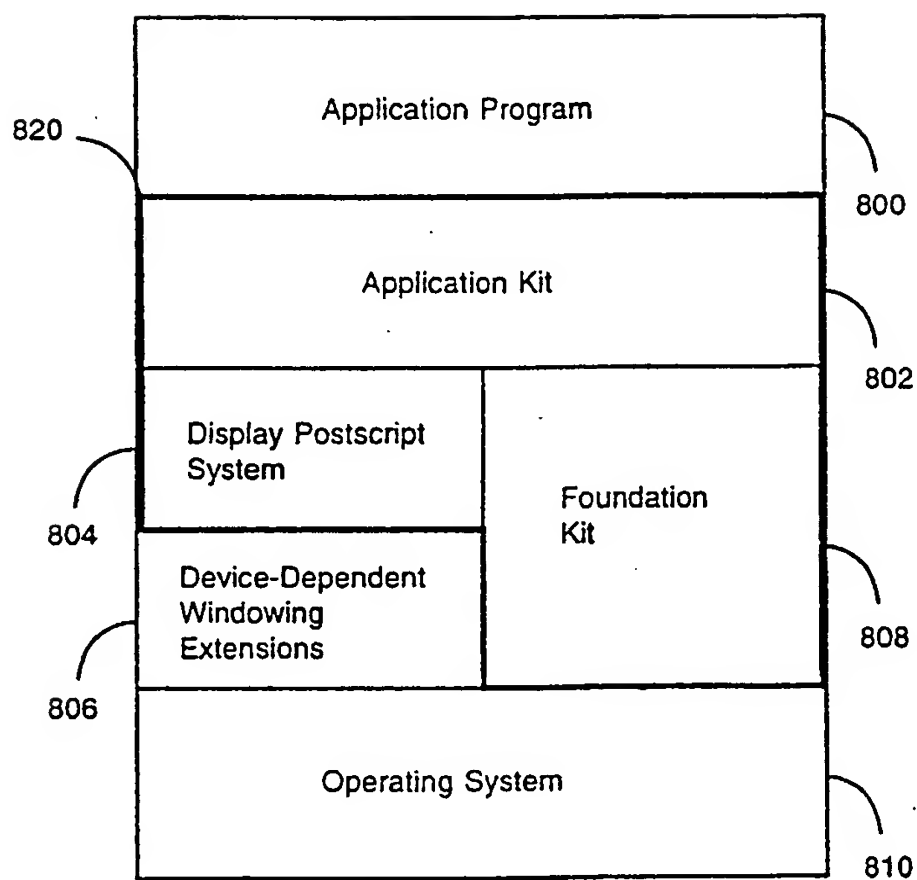 Application Program
820
800
Application Kit
802
Display Postscript
System
804
Foundation
Kit
Device-Dependent
Windowing
Extensions
808
806
Operating System
810